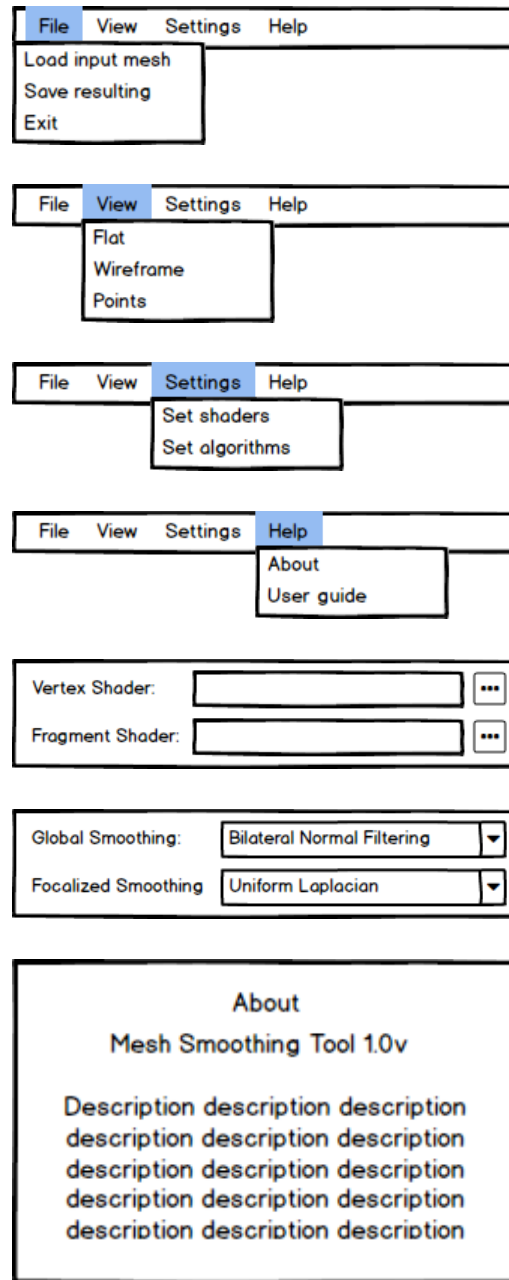 File View Settings Help
Load input mesh
Save resulting
Exit
File View Settings Help
Flat
Wireframe
Points
File View Settings Help
Set shaders
Set algorithms
File View Settings Help
About
User guide
Vertex Shader:
Fragment Shader:
Global Smoothing: Bilateral Normal Filtering
Focalized Smoothing Uniform Laplacian
About
Mesh Smoothing Tool 1.0v
Description description description
description description description
description description description
description description description
description description description